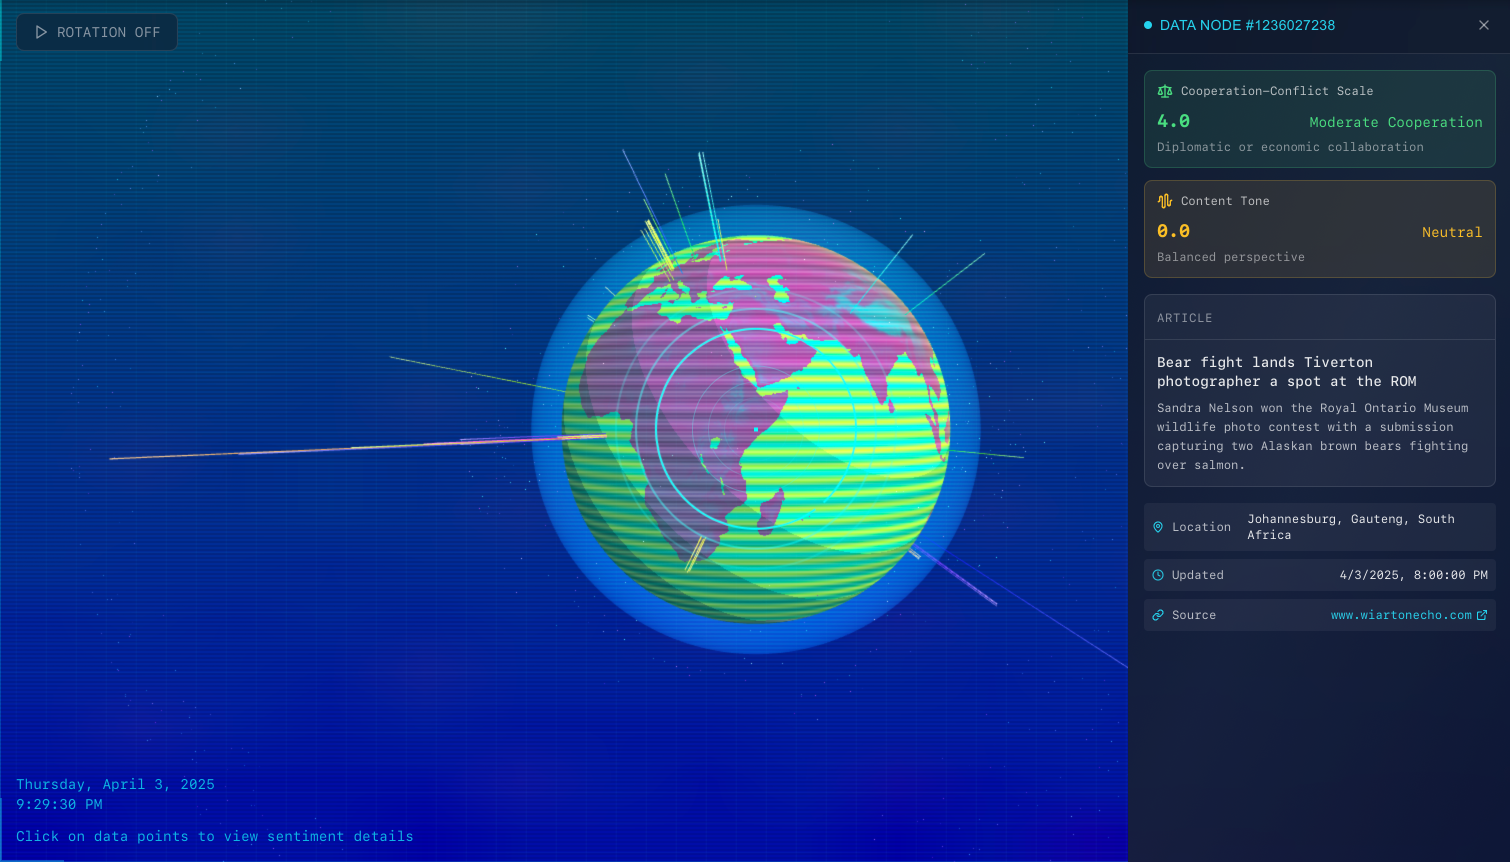 ROTATION OFF
DATA NODE #1236027238
Cooperation–Conflict Scale
4.0 Moderate Cooperation
Diplomatic or economic collaboration
Content Tone
0.0 Neutral
Balanced perspective
ARTICLE
Bear fight lands Tiverton
photographer a spot at the ROM
Sandra Nelson won the Royal Ontario Museum
wildlife photo contest with a submission
capturing two Alaskan brown bears fighting
over salmon.
Location Johannesburg, Gauteng, South
Africa
Updated 4/3/2025, 8:00:00 PM
Source www.wiartonecho.com
Thursday, April 3, 2025
9:29:30 PM
Click on data points to view sentiment details